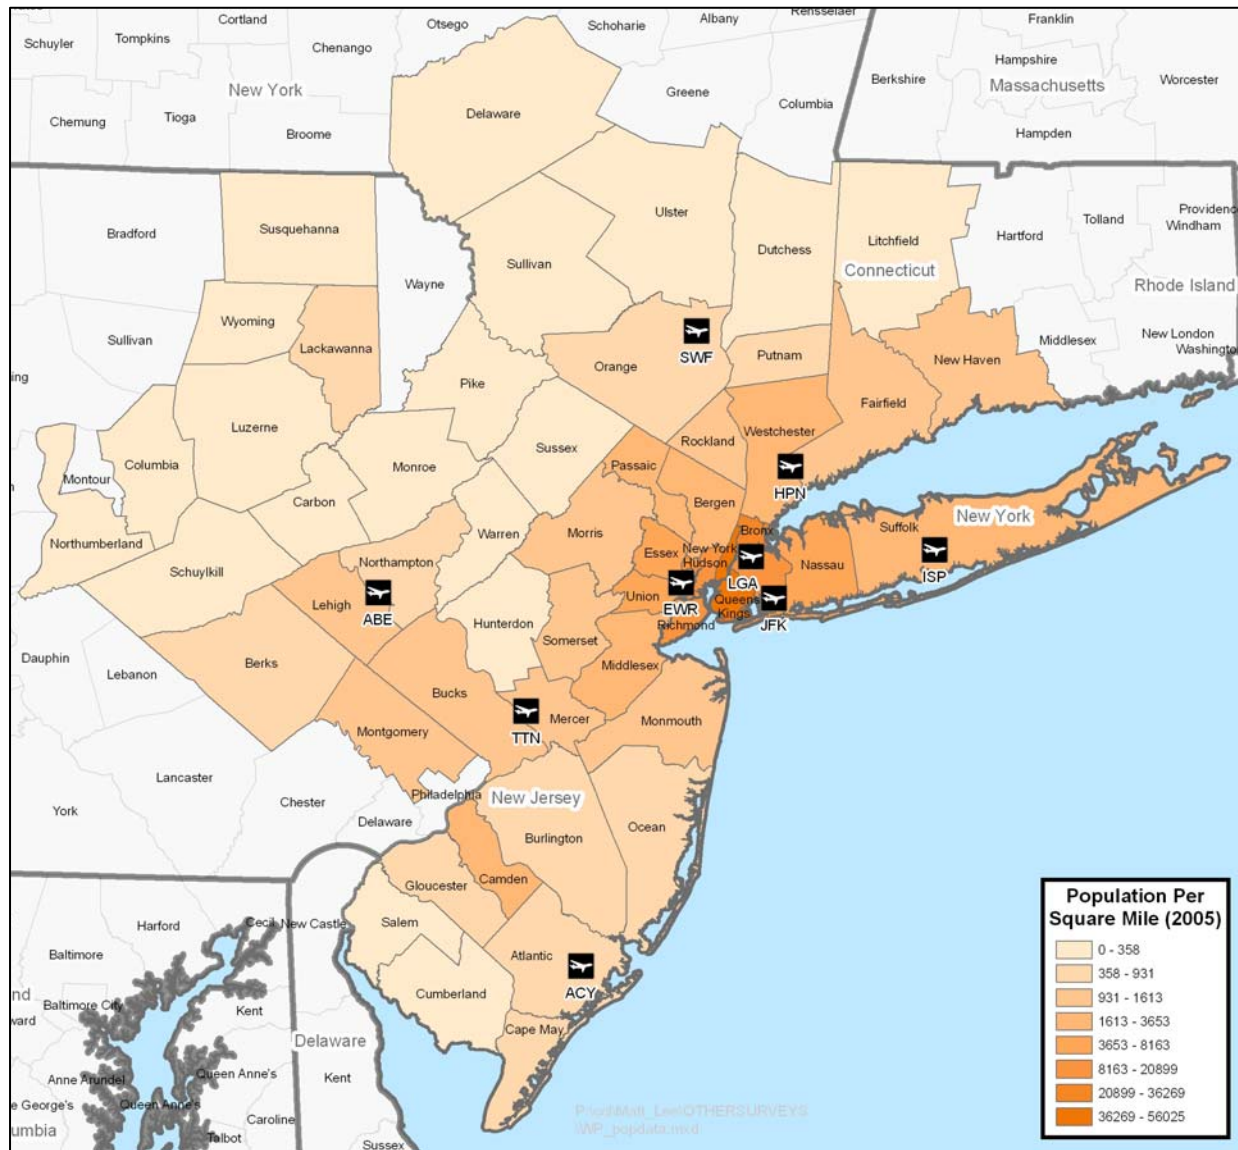 Cortland
Otsego
Schoharie
Albany
Rensselaer
Franklin
Schuyler
Tompkins
Chenango
Hampshire
Berkshire
Worcester
New York
Massachusetts
Delaware
Greene
Columbia
Chemung
Tioga
Broome
Hampden
Ulster
Susquehanna
Bradford
Dutchess
Litchfield
Hartford
Tolland
Providence
Windham
Sullivan
Connecticut
Wayne
Rhode Island
Wyoming
Sullivan
Lackawanna
Middlesex
New London
Washington
SWF
Putnam
New Haven
ing
Orange
Pike
Fairfield
Luzerne
Westchester
Rockland
Sussex
Columbia
Monroe
Passaic
Montour
HPN
Carbon
Bergen
Warren
Morris
Northumberland
Bronx
Suffolk
New York
Essex
New York
Hudson
Nassau
Northampton
Schuylkill
LGA
ISP
Lehigh
ABE
Union
EWR
Queens
Kings
JFK
Hunterdon
Richmond
Somerset
Dauphin
Lebanon
Berks
Middlesex
Bucks
Mercer
TTN
Monmouth
Montgomery
Lancaster
Philadelphia
New Jersey
Chester
York
Delaware
Ocean
Burlington
Camden
Gloucester
Salem
Cecil
New Castle
Harford
Baltimore
Atlantic
ACY
Cumberland
nd
Baltimore City
ward
Kent
Cape May
Delaware
Anne Arundel
Queen Anne's
Kent
e George's
Queen Anne's
Caroline
umbia
Talbot
Sussex
Population Per
Square Mile (2005)
0 - 358
358 - 931
931 - 1613
1613 - 3653
3653 - 8163
8163 - 20899
20899 - 36269
36269 - 56025